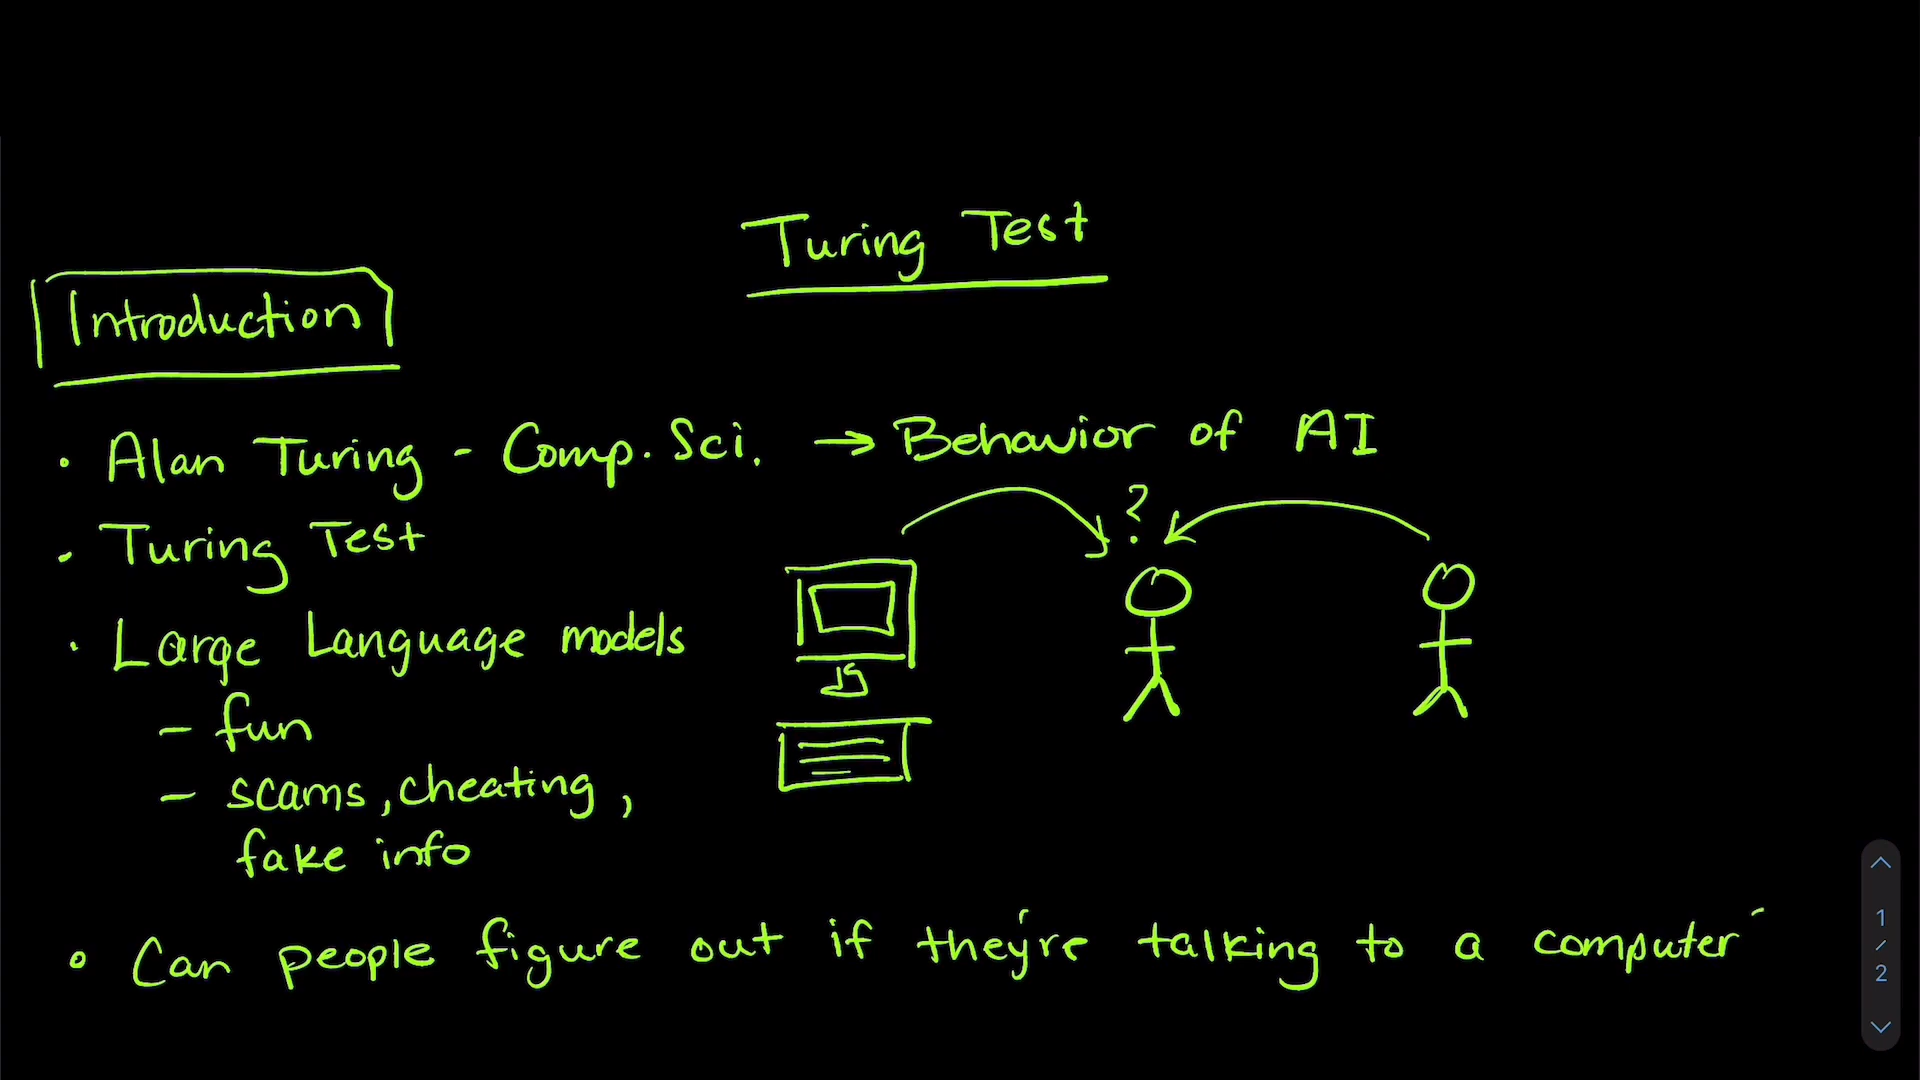 Turing Test
Introduction
• Alan Turing - Comp. Sci. → Behavior of AI
• Turing Test
?
• Large Language models
- fun
- scams, cheating,
fake info
• Can people figure out if they're talking to a computer
1
/
2